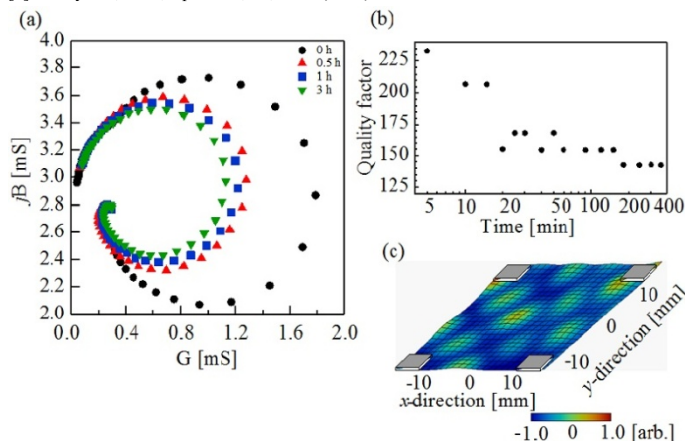 (a)
4.0
3.8
3.6
3.4
3.2
3.0
2.8
2.6
2.4
2.2
2.0
jB [mS]
0.0 0.4 0.8 1.2 1.6 2.0
G [mS]
0 h
0.5 h
1 h
3 h
(b)
225
200
175
150
125
Quality factor
5 10 20 40 100 200 400
Time [min]
(c)
-10 0 10
x-direction [mm]
-10 0 10
y-direction [mm]
-1.0 1.0 [arb.]